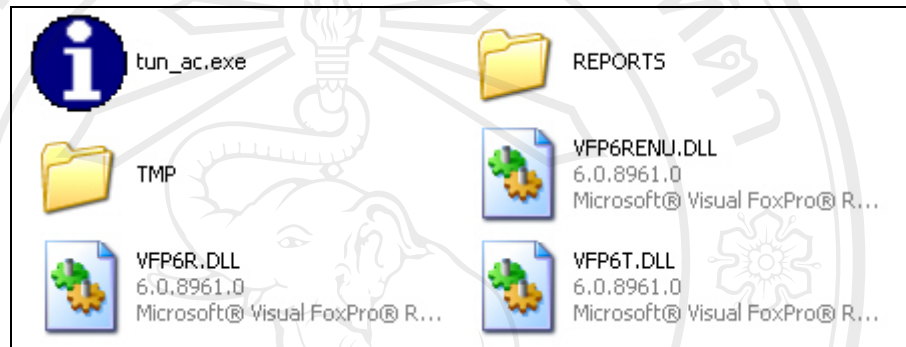 tun_ac.exe
REPORTS
TMP
VFP6RENU.DLL
6.0.8961.0
Microsoft® Visual FoxPro® R...
VFP6R.DLL
6.0.8961.0
Microsoft® Visual FoxPro® R...
VFP6T.DLL
6.0.8961.0
Microsoft® Visual FoxPro® R...